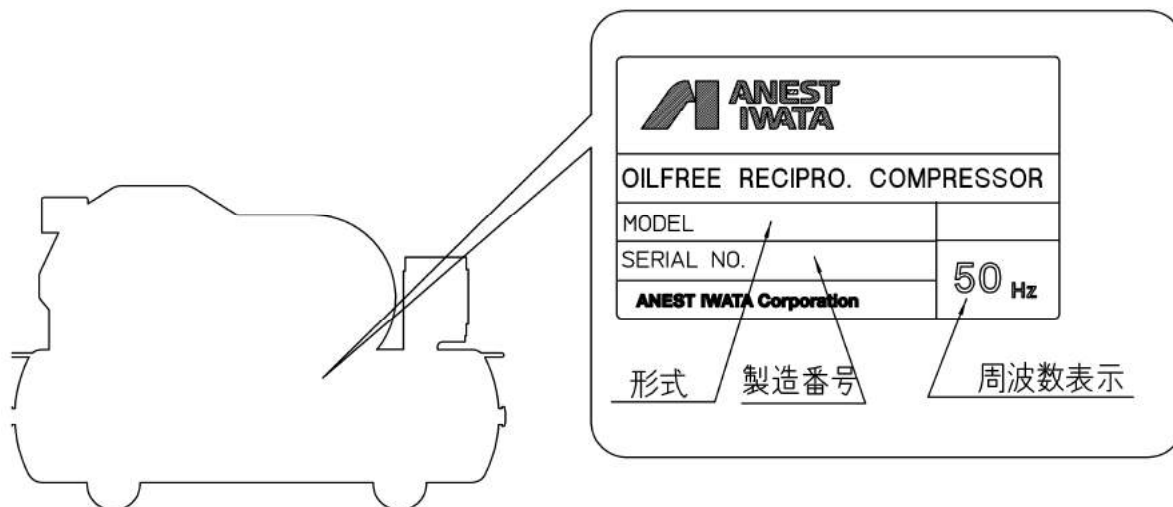 ANEST
IWATA
OILFREE RECIPRO. COMPRESSOR
MODEL
SERIAL NO.
50 Hz
ANEST IWATA Corporation
形式
製造番号
周波数表示